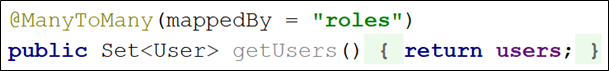 @ManyToMany(mappedBy = "roles")
public Set<User> getUsers() { return users; }